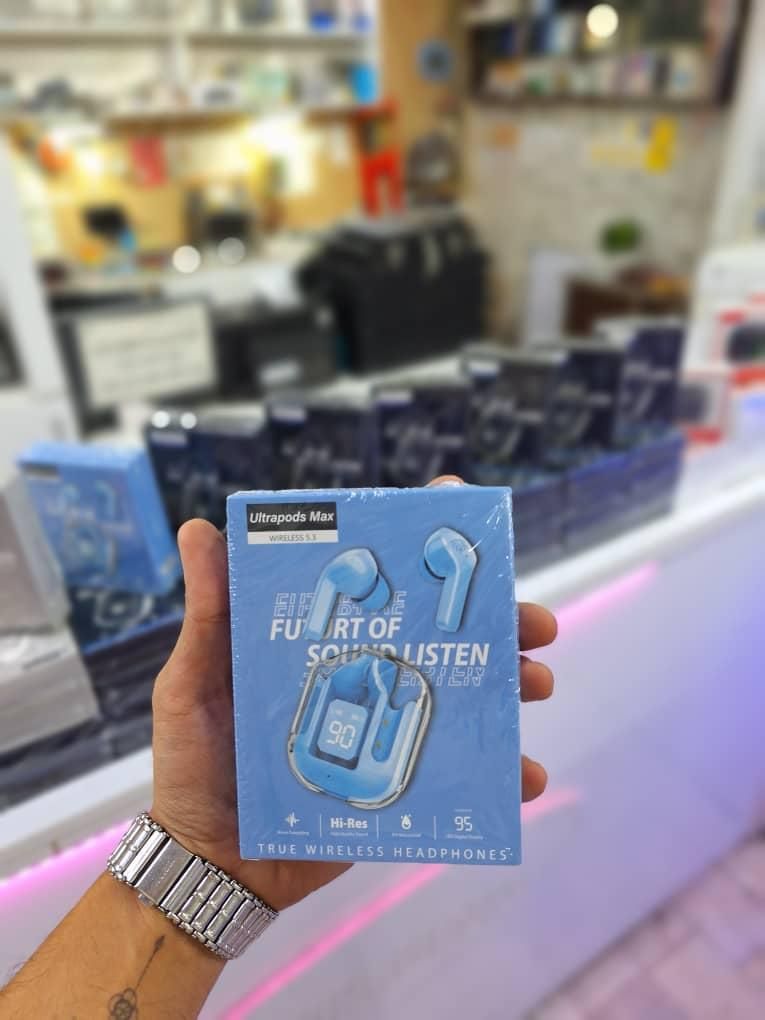 Ultrapods Max
WIRELESS 5.3
FUTURT OF
SOUND LISTEN
90
Hi-Res
95
TRUE WIRELESS HEADPHONES